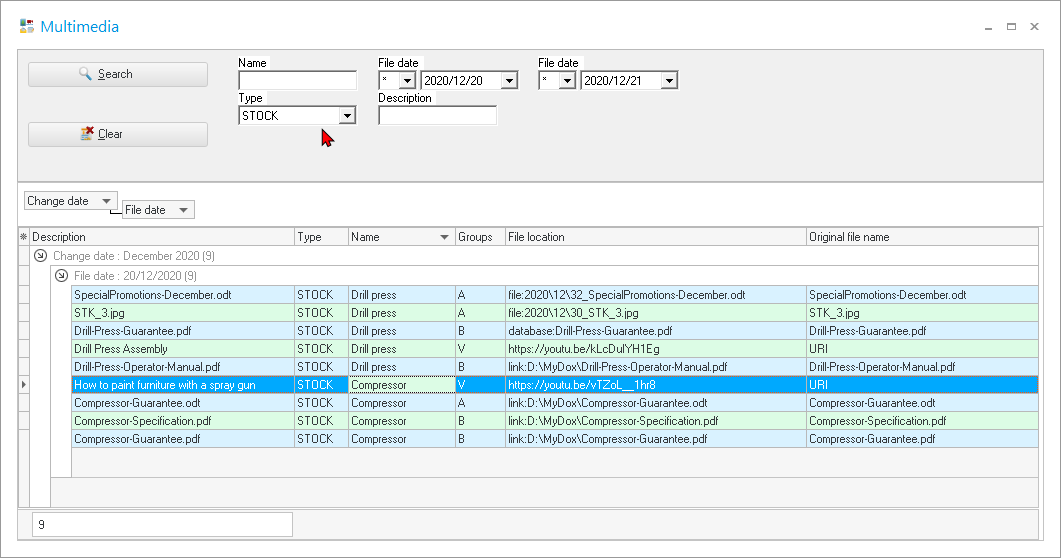 Multimedia
Search
Name
File date
File date
* 2020/12/20 * 2020/12/21
Type
Description
STOCK
Clear
Change date
File date
Description Type Name Groups File location Original file name
Change date : December 2020 (9)
File date : 20/12/2020 (9)
SpecialPromotions-December.odt STOCK Drill press A file:2020\12\32_SpecialPromotions-December.odt SpecialPromotions-December.odt
STK_3.jpg STOCK Drill press A file:2020\12\30_STK_3.jpg STK_3.jpg
Drill-Press-Guarantee.pdf STOCK Drill press B database:Drill-Press-Guarantee.pdf Drill-Press-Guarantee.pdf
Drill Press Assembly STOCK Drill press V https://youtu.be/kLcDulYH1Eg URI
Drill-Press-Operator-Manual.pdf STOCK Drill press B link:D:\MyDox\Drill-Press-Operator-Manual.pdf Drill-Press-Operator-Manual.pdf
How to paint furniture with a spray gun STOCK Compressor V https://youtu.be/vTZoL__1hr8 URI
Compressor-Guarantee.odt STOCK Compressor A link:D:\MyDox\Compressor-Guarantee.odt Compressor-Guarantee.odt
Compressor-Specification.pdf STOCK Compressor B link:D:\MyDox\Compressor-Specification.pdf Compressor-Specification.pdf
Compressor-Guarantee.pdf STOCK Compressor B link:D:\MyDox\Compressor-Guarantee.pdf Compressor-Guarantee.pdf
9